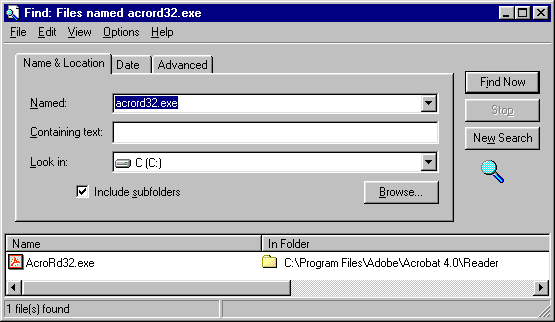 Find: Files named acrord32.exe
File Edit View Options Help
Name & Location Date Advanced
Find Now
Named: acrord32.exe
Stop
Containing text:
New Search
Look in: C (C:)
Include subfolders Browse...
Name In Folder
AcroRd32.exe C:\Program Files\Adobe\Acrobat 4.0\Reader
1 file(s) found